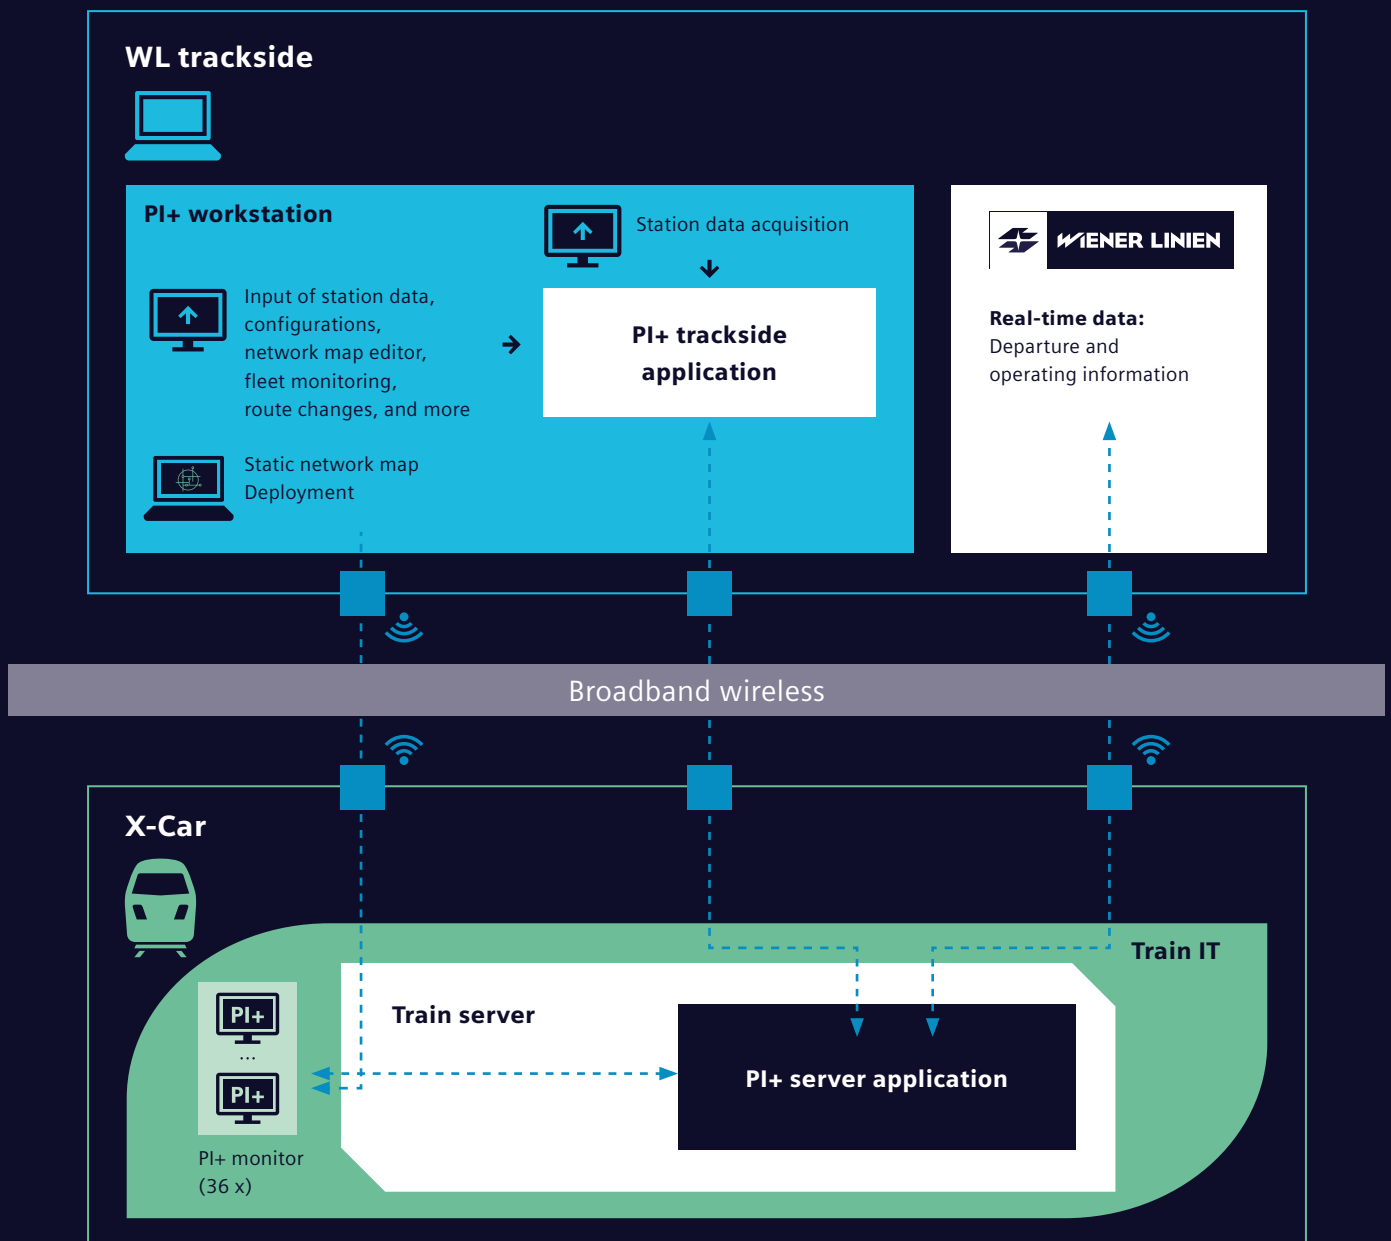 WL trackside
PI+ workstation
Station data acquisition
Input of station data,
configurations,
network map editor,
fleet monitoring,
route changes, and more
PI+ trackside
application
Static network map
Deployment
WIENER LINIEN
Real-time data:
Departure and
operating information
Broadband wireless
X-Car
Train IT
Train server
PI+
...
PI+
PI+ server application
PI+ monitor
(36 x)